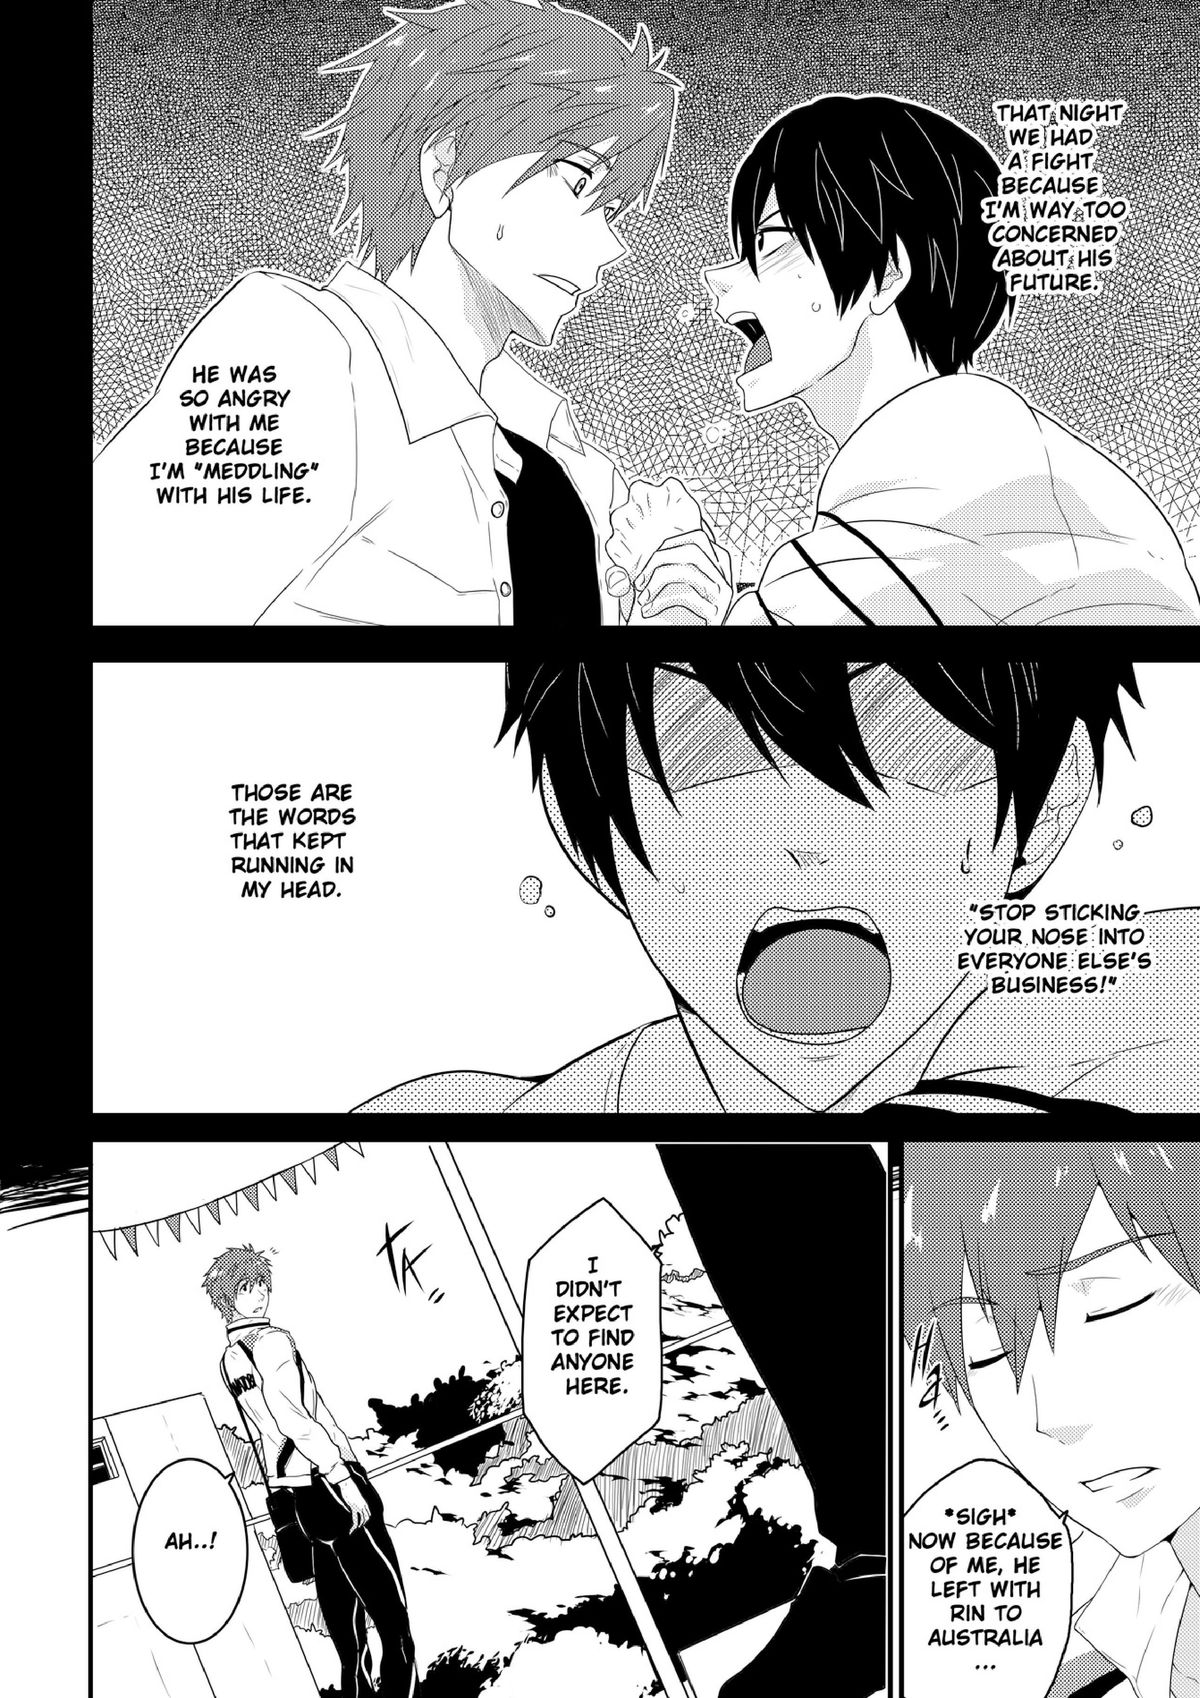 THAT NIGHT
WE HAD
A FIGHT
BECAUSE
I'M WAY TOO
CONCERNED
ABOUT HIS
FUTURE.
HE WAS
SO ANGRY
WITH ME
BECAUSE
I'M "MEDDLING"
WITH HIS LIFE.
"STOP STICKING
YOUR NOSE INTO
EVERYONE ELSE'S
BUSINESS!"
THOSE ARE
THE WORDS
THAT KEPT
RUNNING IN
MY HEAD.
*SIGH*
NOW BECAUSE
OF ME, HE
LEFT WITH
RIN TO
AUSTRALIA
...
I
DIDN'T
EXPECT
TO FIND
ANYONE
HERE.
AH..!